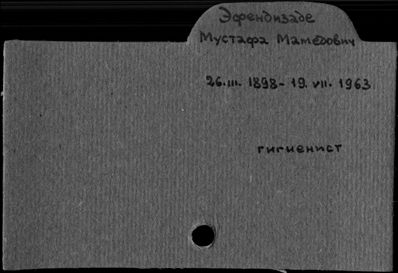 Эфендизаде
Мустафа Мамедович
26.III. 1898 - 19. VII. 1963
гигиенист